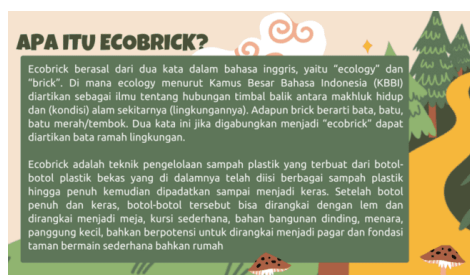 APA ITU ECOBRICK?
Ecobrick berasal dari dua kata dalam bahasa inggris, yaitu “ecology” dan
“brick”. Di mana ecology menurut Kamus Besar Bahasa Indonesia (KBBI)
diartikan sebagai ilmu tentang hubungan timbal balik antara makhluk hidup
dan (kondisi) alam sekitarnya (lingkungannya). Adapun brick berarti bata, batu,
batu merah/tembok. Dua kata ini jika digabungkan menjadi “ecobrick” dapat
diartikan bata ramah lingkungan.
Ecobrick adalah teknik pengelolaan sampah plastik yang terbuat dari botol-
botol plastik bekas yang di dalamnya telah diisi berbagai sampah plastik
hingga penuh kemudian dipadatkan sampai menjadi keras. Setelah botol
penuh dan keras, botol-botol tersebut bisa dirangkai dengan lem dan
dirangkai menjadi meja, kursi sederhana, bahan bangunan dinding, menara,
panggung kecil, bahkan berpotensi untuk dirangkai menjadi pagar dan fondasi
taman bermain sederhana bahkan rumah